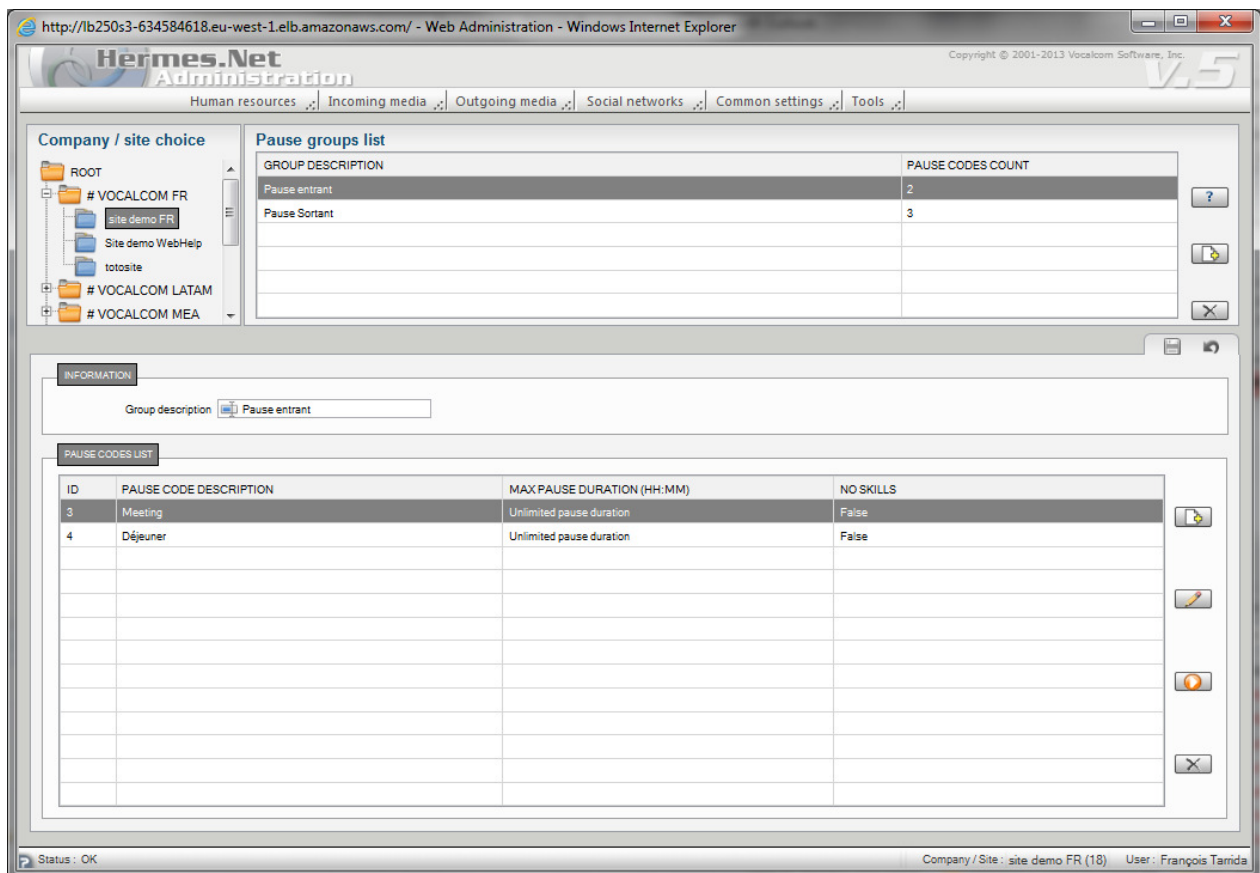 http://lb250s3-634584618.eu-west-1.elb.amazonaws.com/ - Web Administration - Windows Internet Explorer
Hermes.Net
Administration
Copyright © 2001-2013 Vocalcom Software, Inc.
V.5
Human resources Incoming media Outgoing media Social networks Common settings Tools
Company / site choice
ROOT
# VOCALCOM FR
site demo FR
Site demo WebHelp
totosite
# VOCALCOM LATAM
# VOCALCOM MEA
Pause groups list
GROUP DESCRIPTION PAUSE CODES COUNT
Pause entrant 2
Pause Sortant 3
?
INFORMATION
Group description Pause entrant
PAUSE CODES LIST
ID PAUSE CODE DESCRIPTION MAX PAUSE DURATION (HH:MM) NO SKILLS
3 Meeting Unlimited pause duration False
4 Déjeuner Unlimited pause duration False
Status : OK Company / Site : site demo FR (18) User : François Tarrida